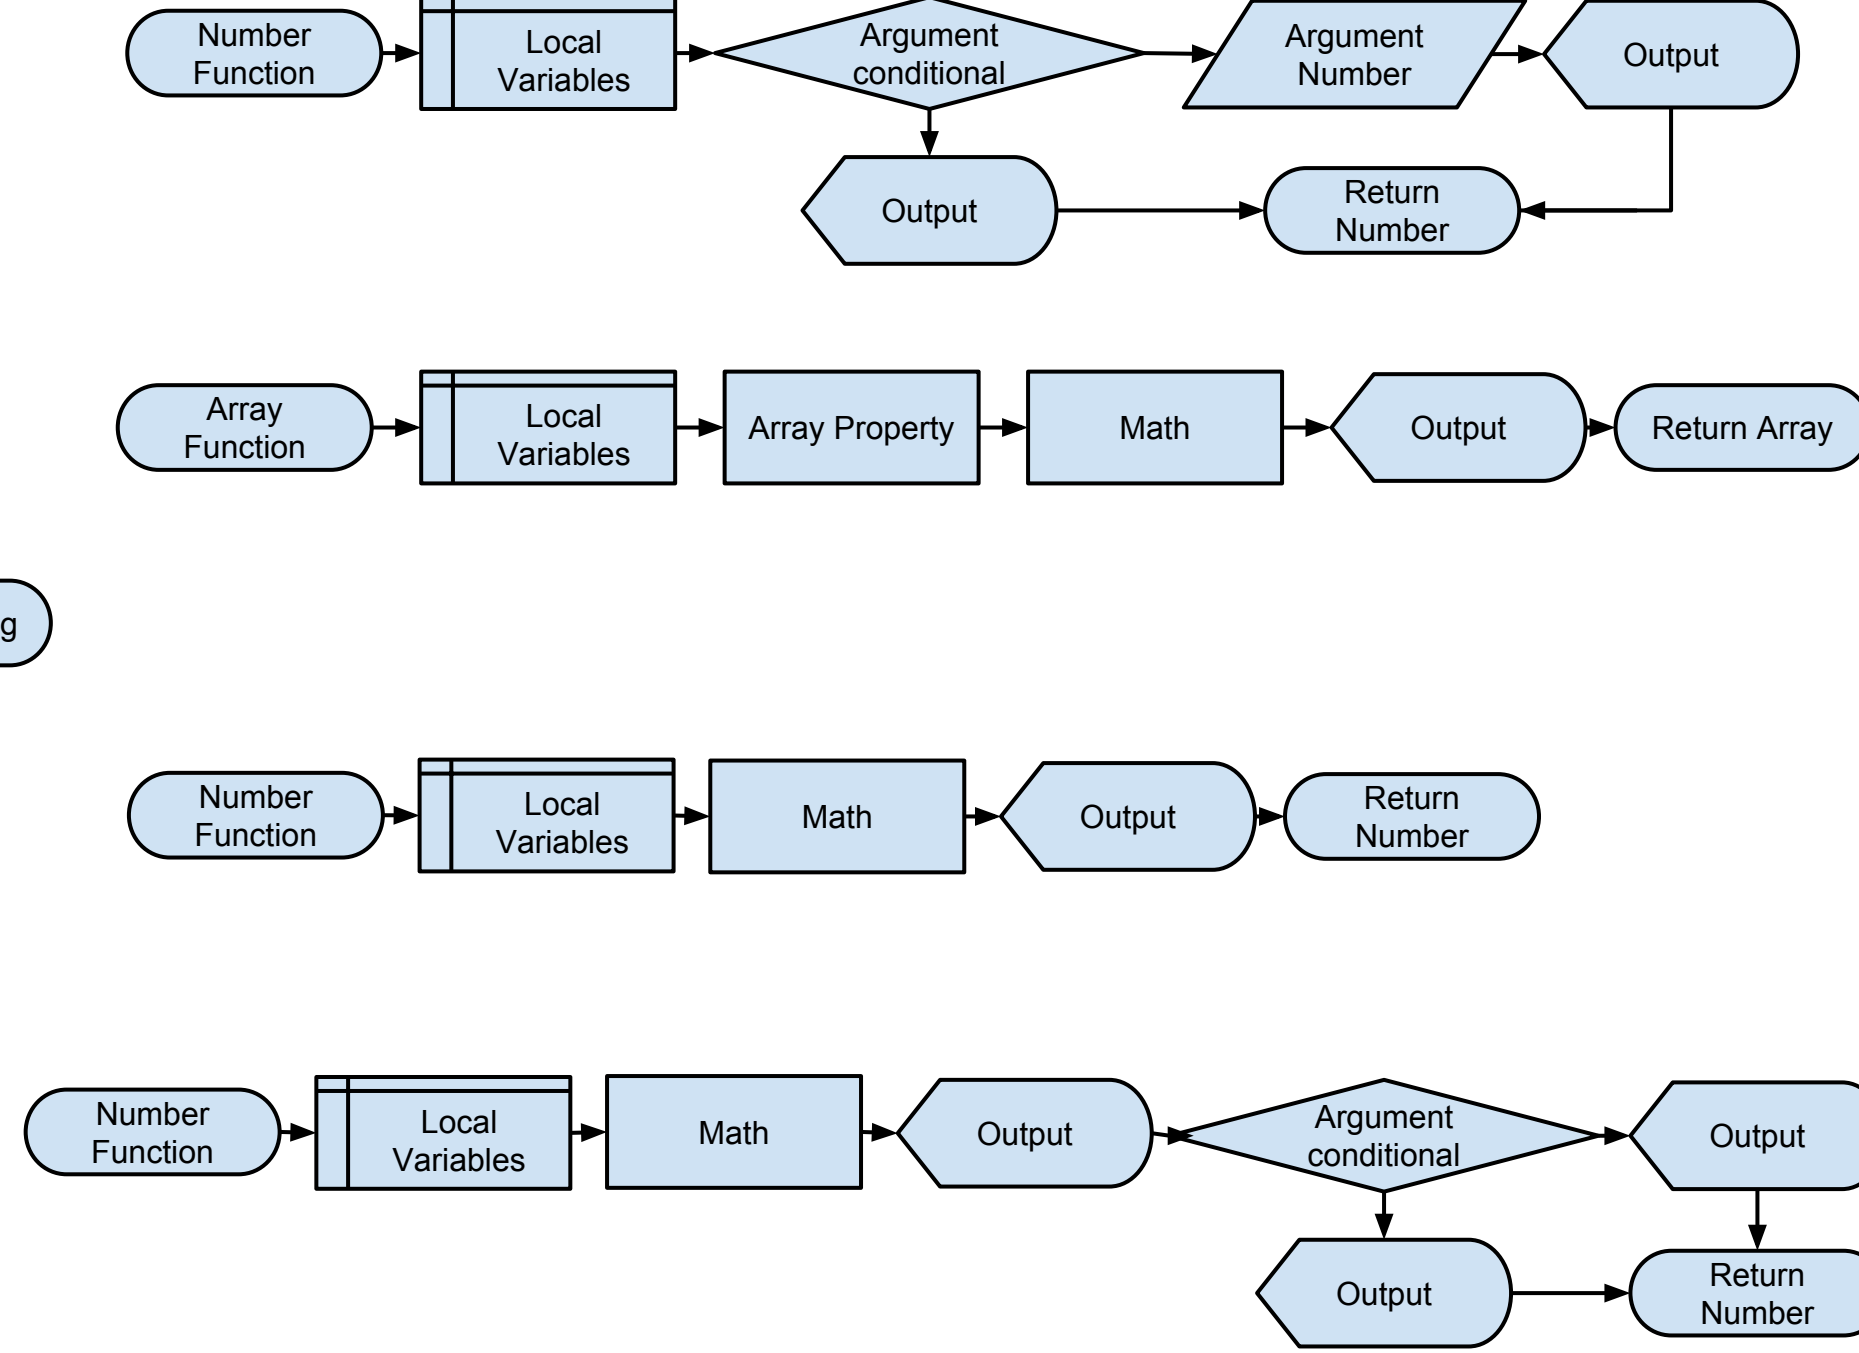 Number
Function
Local
Variables
Argument
conditional
Argument
Number
Output
Output
Return
Number
Array
Function
Local
Variables
Array Property
Math
Output
Return Array
g
Number
Function
Local
Variables
Math
Output
Return
Number
Number
Function
Local
Variables
Math
Output
Argument
conditional
Output
Output
Return
Number